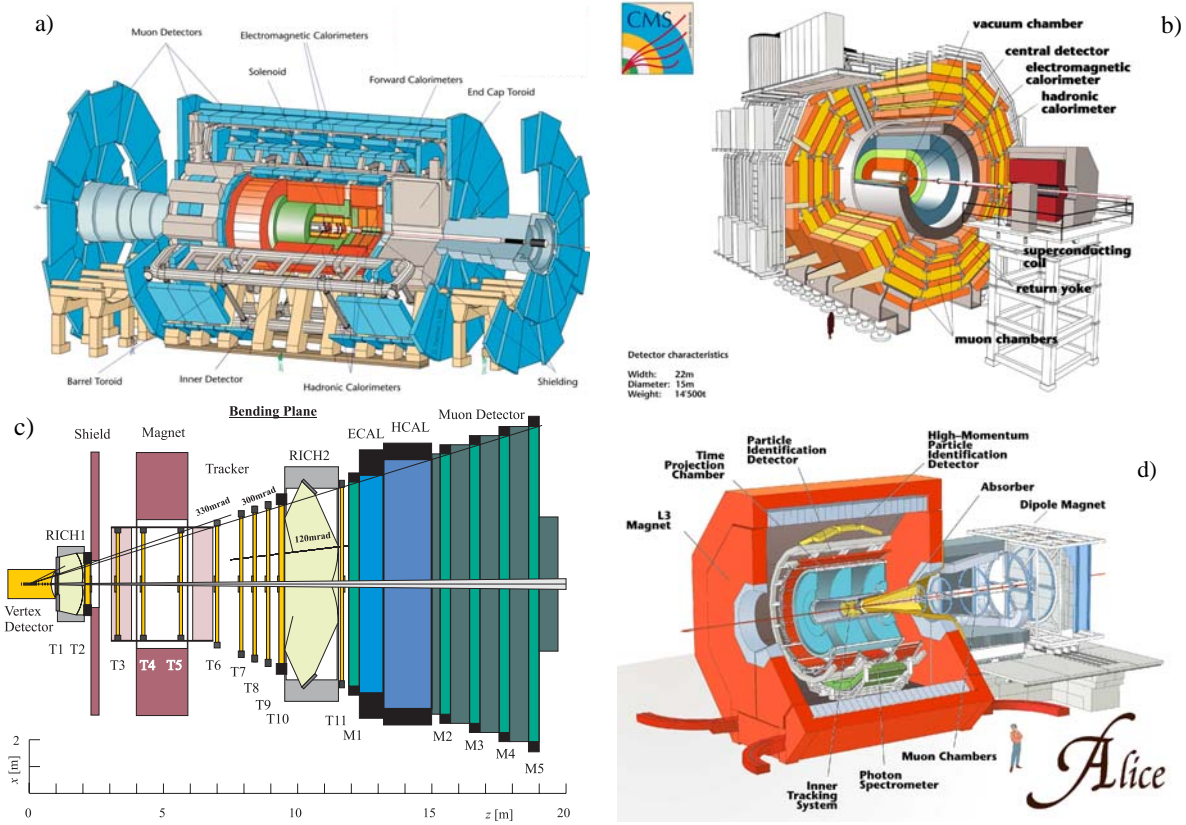 a)
Muon Detectors
Electromagnetic Calorimeters
Solenoid
Forward Calorimeters
End Cap Toroid
Barrel Toroid
Inner Detector
Hadronic Calorimeters
Shielding
CMS
b)
vacuum chamber
central detector
electromagnetic
calorimeter
hadronic
calorimeter
superconducting
coil
return yoke
muon chambers
Detector characteristics
Width: 22m
Diameter: 15m
Weight: 14'500t
c)
Bending Plane
Shield
Magnet
Tracker
RICH2
ECAL
HCAL
Muon Detector
RICH1
330mrad
300mrad
120mrad
Vertex
Detector
T1 T2
T3
T4
T5
T6
T7
T8
T9
T10
T11
M1
M2
M3
M4
M5
2
x [m]
0 5 10 15 20
z [m]
d)
Time
Projection
Chamber
Particle
Identification
Detector
High–Momentum
Particle
Identification
Detector
L3
Magnet
Absorber
Dipole Magnet
Inner
Tracking
System
Photon
Spectrometer
Muon Chambers
Alice